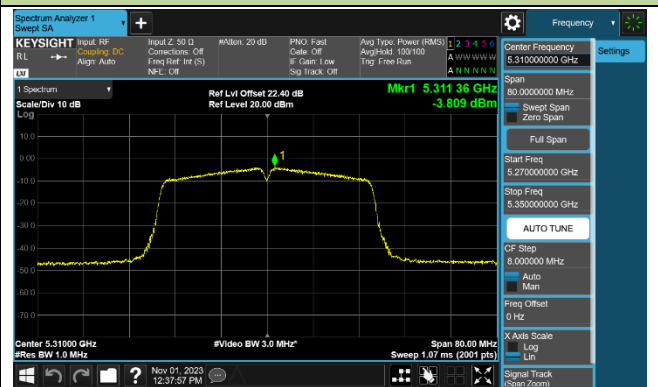 Spectrum Analyzer 1
Swept SA
Frequency
KEYSIGHT
RL
LXI
Input: RF
Coupling: DC
Align: Auto
Input Z: 50 Ω
Corrections: Off
Freq Ref: Int (S)
NFE: Off
#Atten: 20 dB
PNO: Fast
Gate: Off
IF Gain: Low
Sig Track: Off
Avg Type: Power (RMS)
Avg|Hold: 100/100
Trig: Free Run
1 2 3 4 5 6
A W W W W W
A N N N N N
1 Spectrum
Scale/Div 10 dB
Log
Ref Lvl Offset 22.40 dB
Ref Level 20.00 dBm
Mkr1 5.311 36 GHz
-3.809 dBm
1
10.0
0.00
-10.0
-20.0
-30.0
-40.0
-50.0
-60.0
-70.0
Center 5.31000 GHz
#Res BW 1.0 MHz
#Video BW 3.0 MHz*
Span 80.00 MHz
Sweep 1.07 ms (2001 pts)
Center Frequency
5.310000000 GHz
Settings
Span
80.0000000 MHz
Swept Span
Zero Span
Full Span
Start Freq
5.270000000 GHz
Stop Freq
5.350000000 GHz
AUTO TUNE
CF Step
8.000000 MHz
Auto
Man
Freq Offset
0 Hz
X Axis Scale
Log
Lin
Signal Track
(Span Zoom)
?
Nov 01, 2023
12:37:57 PM